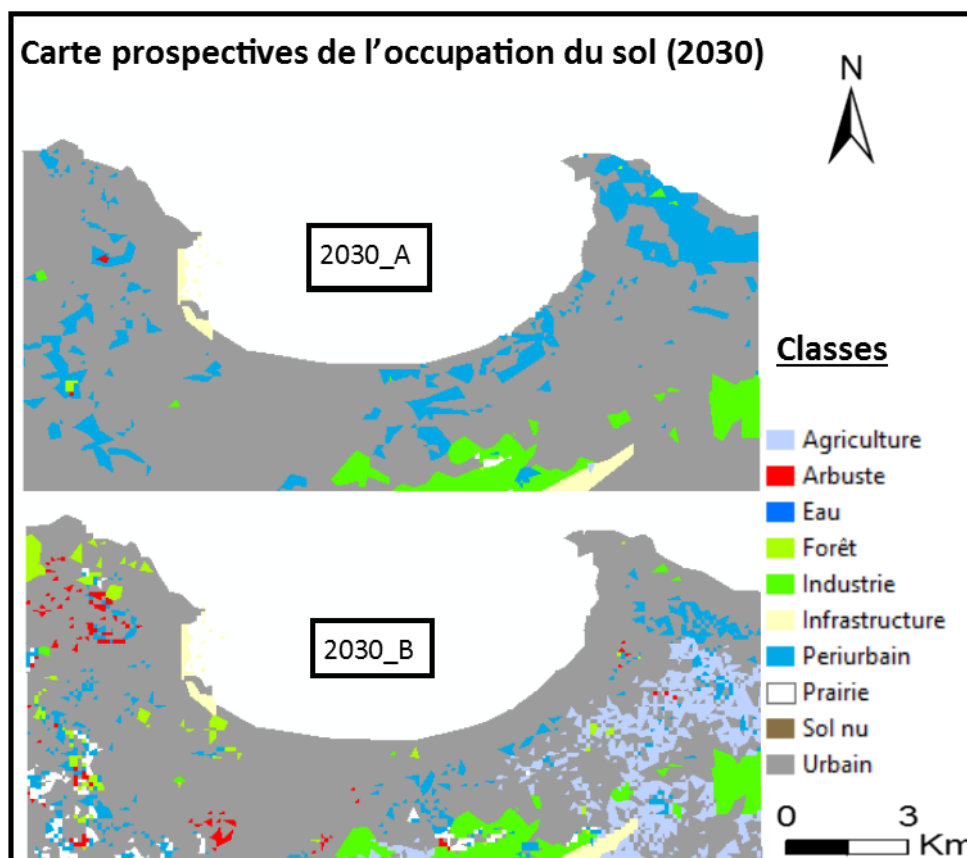 Carte prospectives de l'occupation du sol (2030)
N
2030_A
Classes
Agriculture
Arbuste
Eau
Forêt
Industrie
Infrastructure
Periurbain
Prairie
Sol nu
Urbain
2030_B
0 3
Km